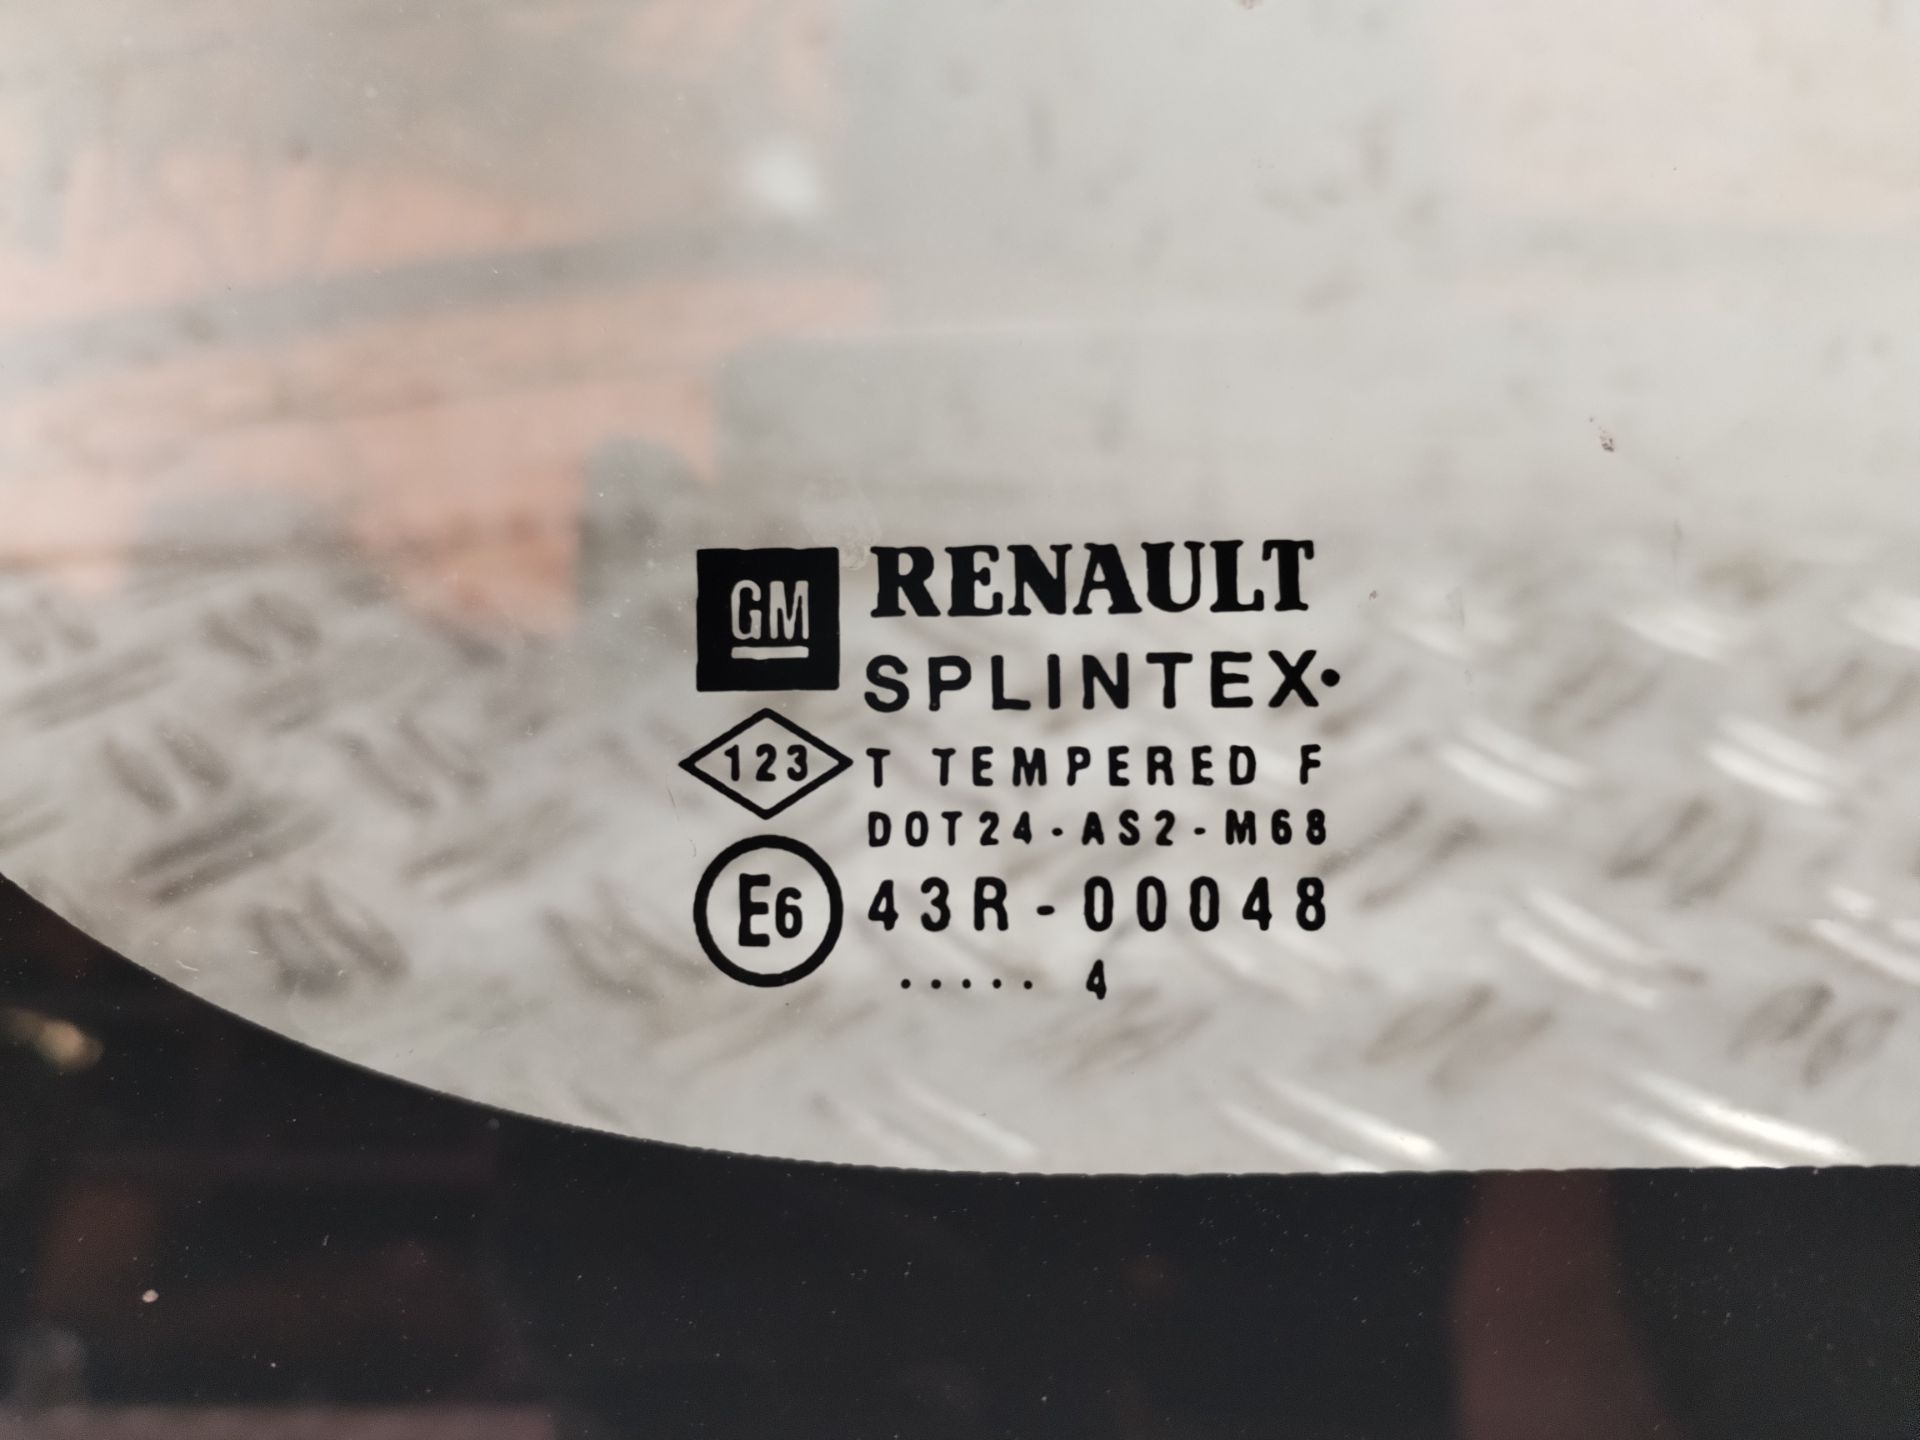 GM RENAULT
SPLINTEX•
123 T TEMPERED F
DOT24-AS2-M68
E6 43R-00048
..... 4